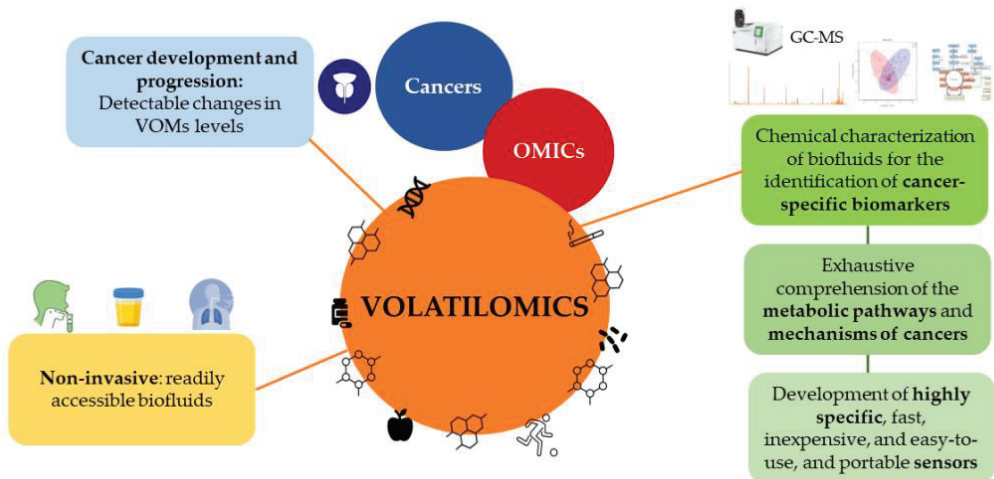 Cancer development and
progression:
Detectable changes in
VOMs levels
Cancers
OMICs
GC-MS
Chemical characterization
of biofluids for the
identification of cancer-
specific biomarkers
VOLATILOMICS
Exhaustive
comprehension of the
metabolic pathways and
mechanisms of cancers
Non-invasive: readily
accessible biofluids
Development of highly
specific, fast,
inexpensive, and easy-to-
use, and portable sensors